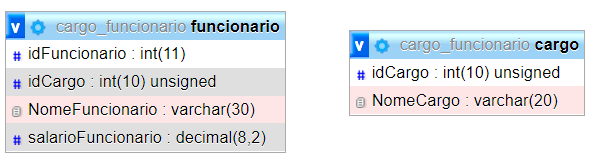 v cargo_funcionario funcionario
# idFuncionario : int(11)
# idCargo : int(10) unsigned
NomeFuncionario : varchar(30)
# salarioFuncionario : decimal(8,2)
v cargo_funcionario cargo
# idCargo : int(10) unsigned
NomeCargo : varchar(20)